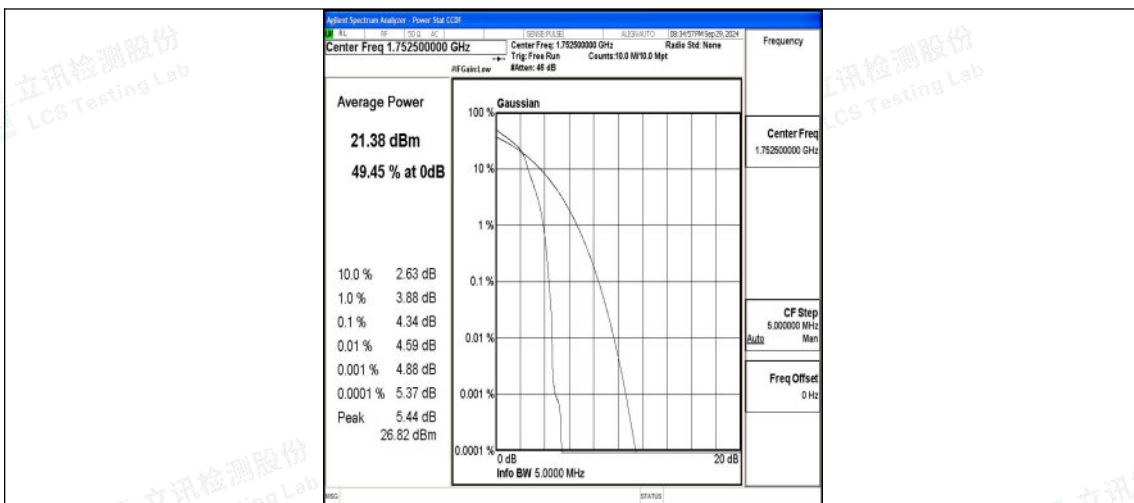 Agilent Spectrum Analyzer - Power Stat CCDF
RL RF 50 Ω AC SENSE:PULSE ALIGNAUTO 08:34:57PM Sep 29, 2024
Center Freq 1.752500000 GHz
Center Freq: 1.752500000 GHz
Radio Std: None
Trig: Free Run
Counts:10.0 M/10.0 Mpt
#IFGain:Low
#Atten: 46 dB
Frequency
Average Power
21.38 dBm
49.45 % at 0dB
10.0 % 2.63 dB
1.0 % 3.88 dB
0.1 % 4.34 dB
0.01 % 4.59 dB
0.001 % 4.88 dB
0.0001 % 5.37 dB
Peak 5.44 dB
26.82 dBm
Gaussian
100 %
10 %
1 %
0.1 %
0.01 %
0.001 %
0.0001 %
0 dB
20 dB
Info BW 5.0000 MHz
Center Freq
1.752500000 GHz
CF Step
5.000000 MHz
Auto Man
Freq Offset
0 Hz
MSG
STATUS
立讯检测股份
LCS Testing Lab
立讯检测股份
LCS Testing Lab
立讯检测股份